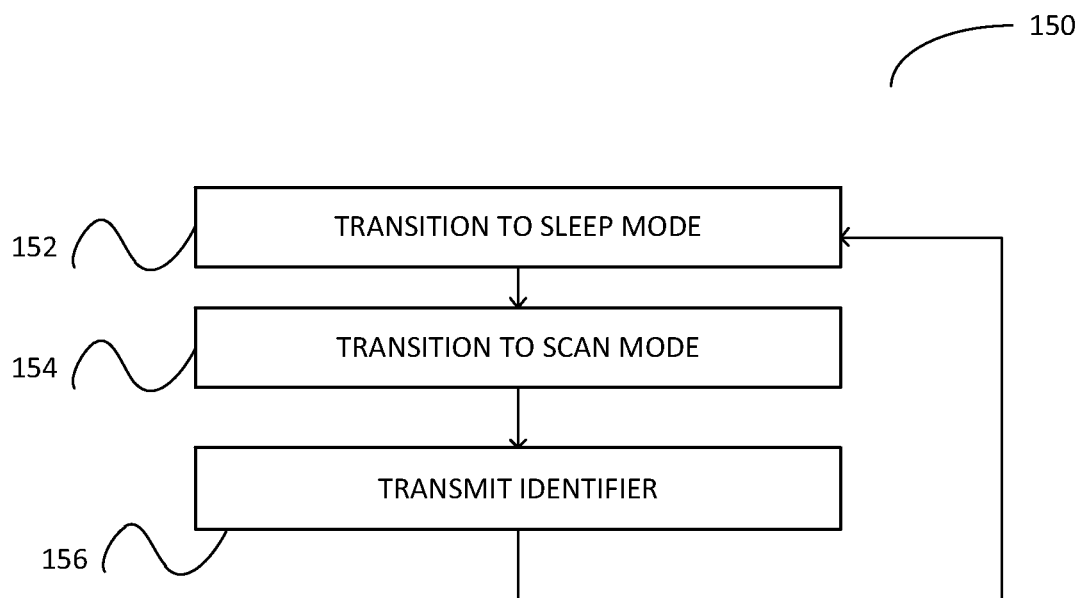 150
TRANSITION TO SLEEP MODE
152
TRANSITION TO SCAN MODE
154
TRANSMIT IDENTIFIER
156